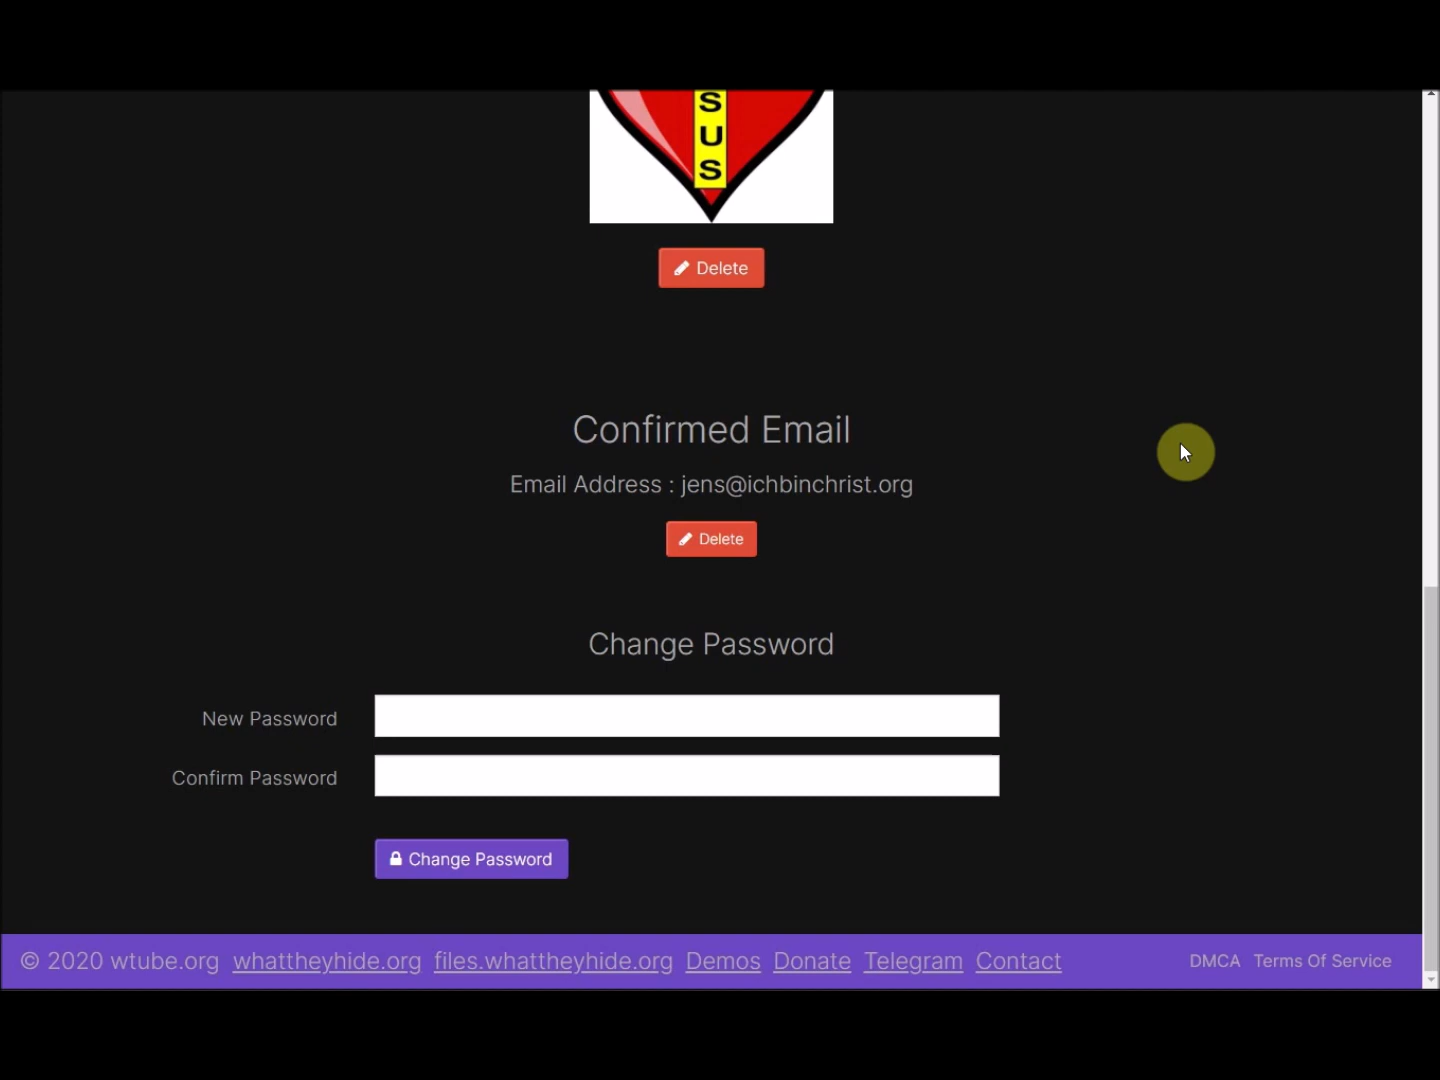 S
U
S
Delete
Confirmed Email
Email Address : jens@ichbinchrist.org
Delete
Change Password
New Password
Confirm Password
Change Password
© 2020 wtube.org whattheyhide.org files.whattheyhide.org Demos Donate Telegram Contact DMCA Terms Of Service